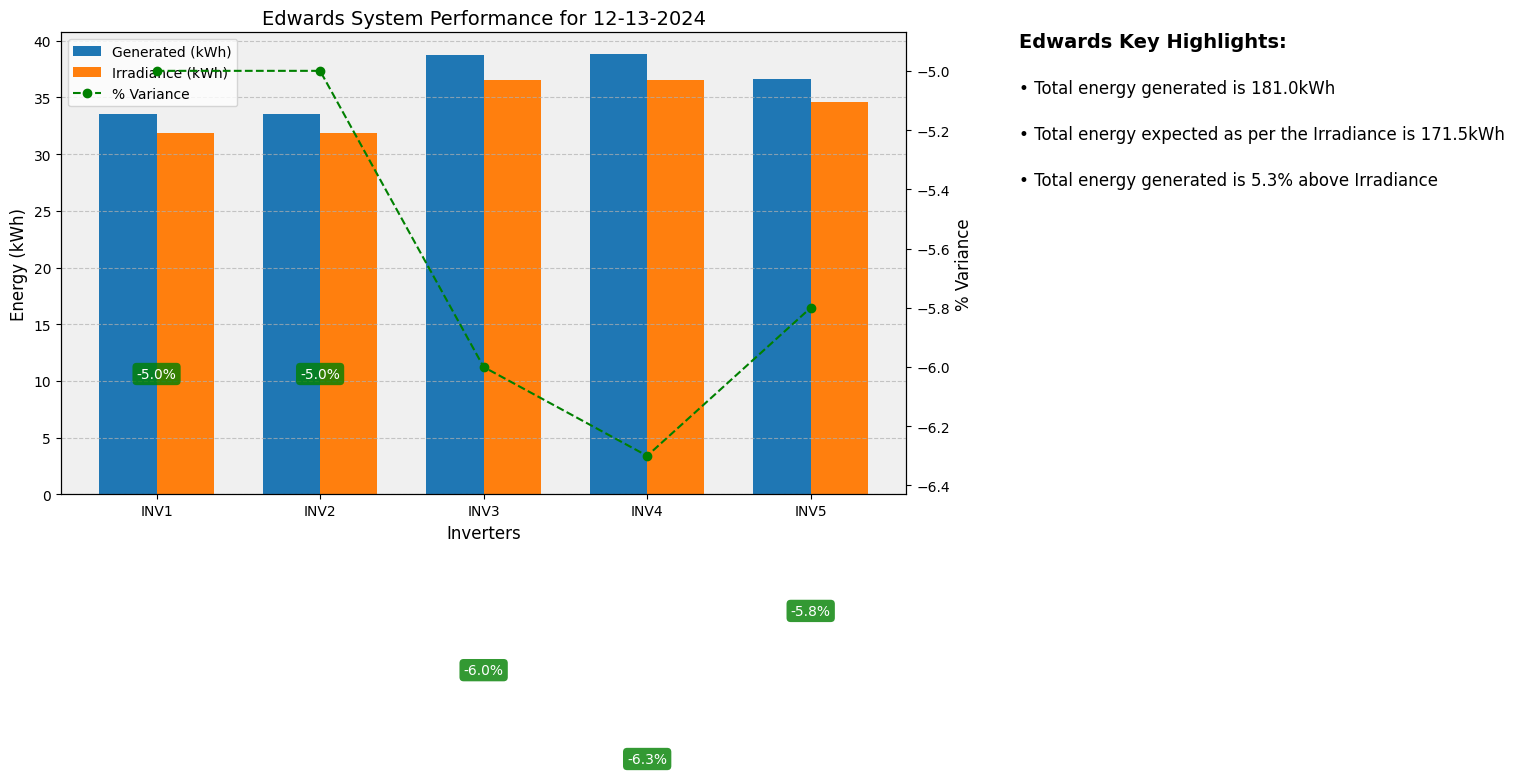 Edwards System Performance for 12-13-2024
Edwards Key Highlights:
• Total energy generated is 181.0kWh
• Total energy expected as per the Irradiance is 171.5kWh
• Total energy generated is 5.3% above Irradiance
Generated (kWh)
Irradiance (kWh)
% Variance
Energy (kWh)
40
35
30
25
20
15
10
5
0
−5.0
−5.2
−5.4
−5.6
−5.8
−6.0
−6.2
−6.4
% Variance
-5.0%
-5.0%
INV1
INV2
INV3
INV4
INV5
Inverters
-5.8%
-6.0%
-6.3%